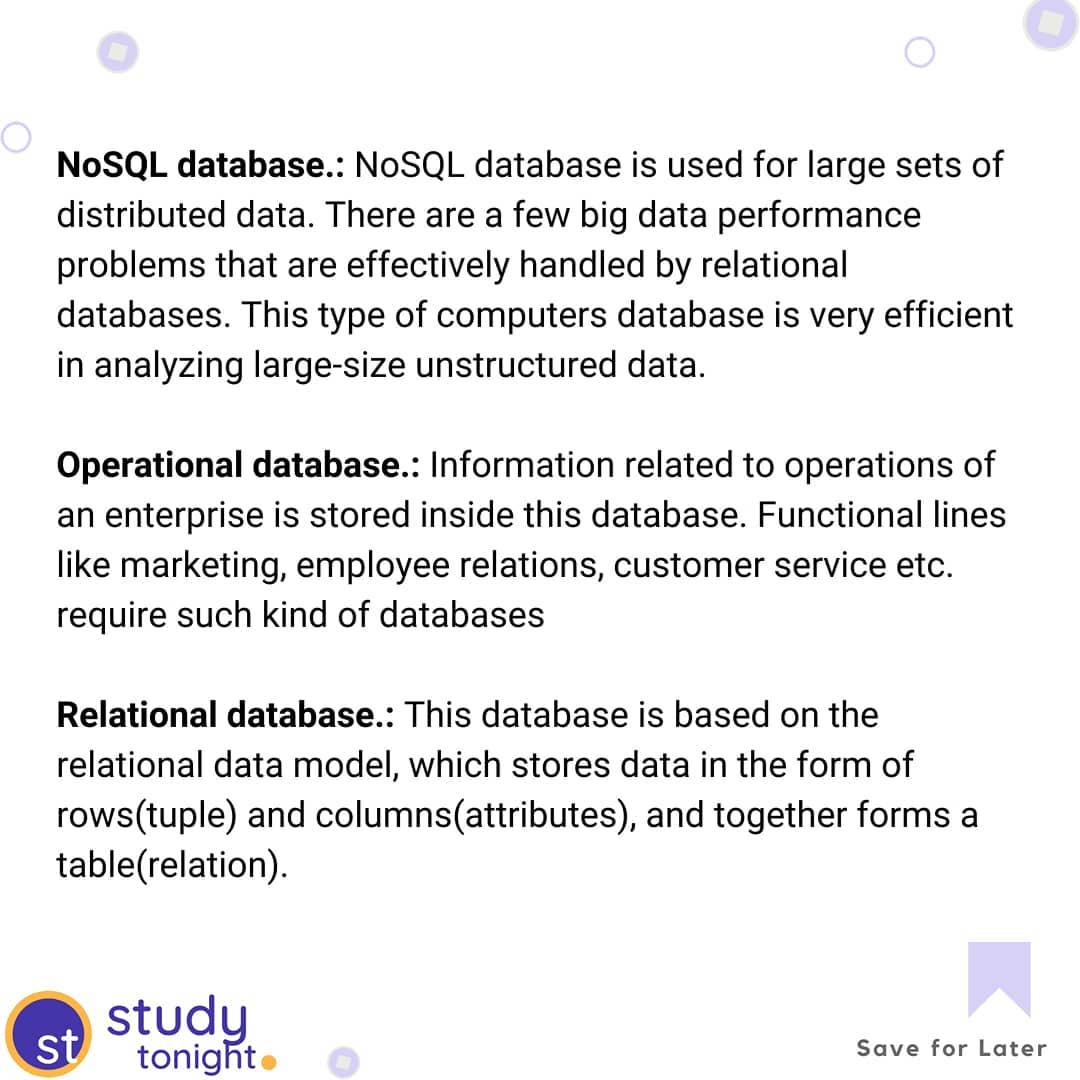 NoSQL database.: NoSQL database is used for large sets of
distributed data. There are a few big data performance
problems that are effectively handled by relational
databases. This type of computers database is very efficient
in analyzing large-size unstructured data.
Operational database.: Information related to operations of
an enterprise is stored inside this database. Functional lines
like marketing, employee relations, customer service etc.
require such kind of databases
Relational database.: This database is based on the
relational data model, which stores data in the form of
rows(tuple) and columns(attributes), and together forms a
table(relation).
st
study
tonight.
Save for Later